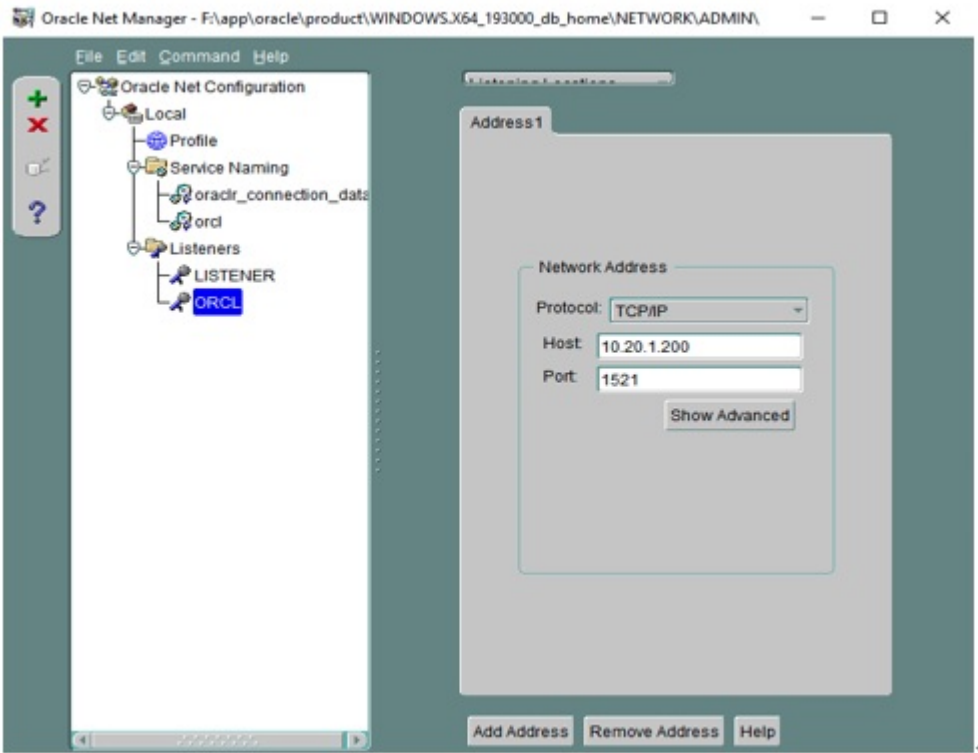 Oracle Net Manager - F:\app\oracle\product\WINDOWS.X64_193000_db_home\NETWORK\ADMIN\
File Edit Command Help
Oracle Net Configuration
Local
Profile
Service Naming
oraclr_connection_data
orcl
Listeners
LISTENER
ORCL
Listening Locations
Address1
Network Address
Protocol: TCP/IP
Host: 10.20.1.200
Port: 1521
Show Advanced
Add Address Remove Address Help